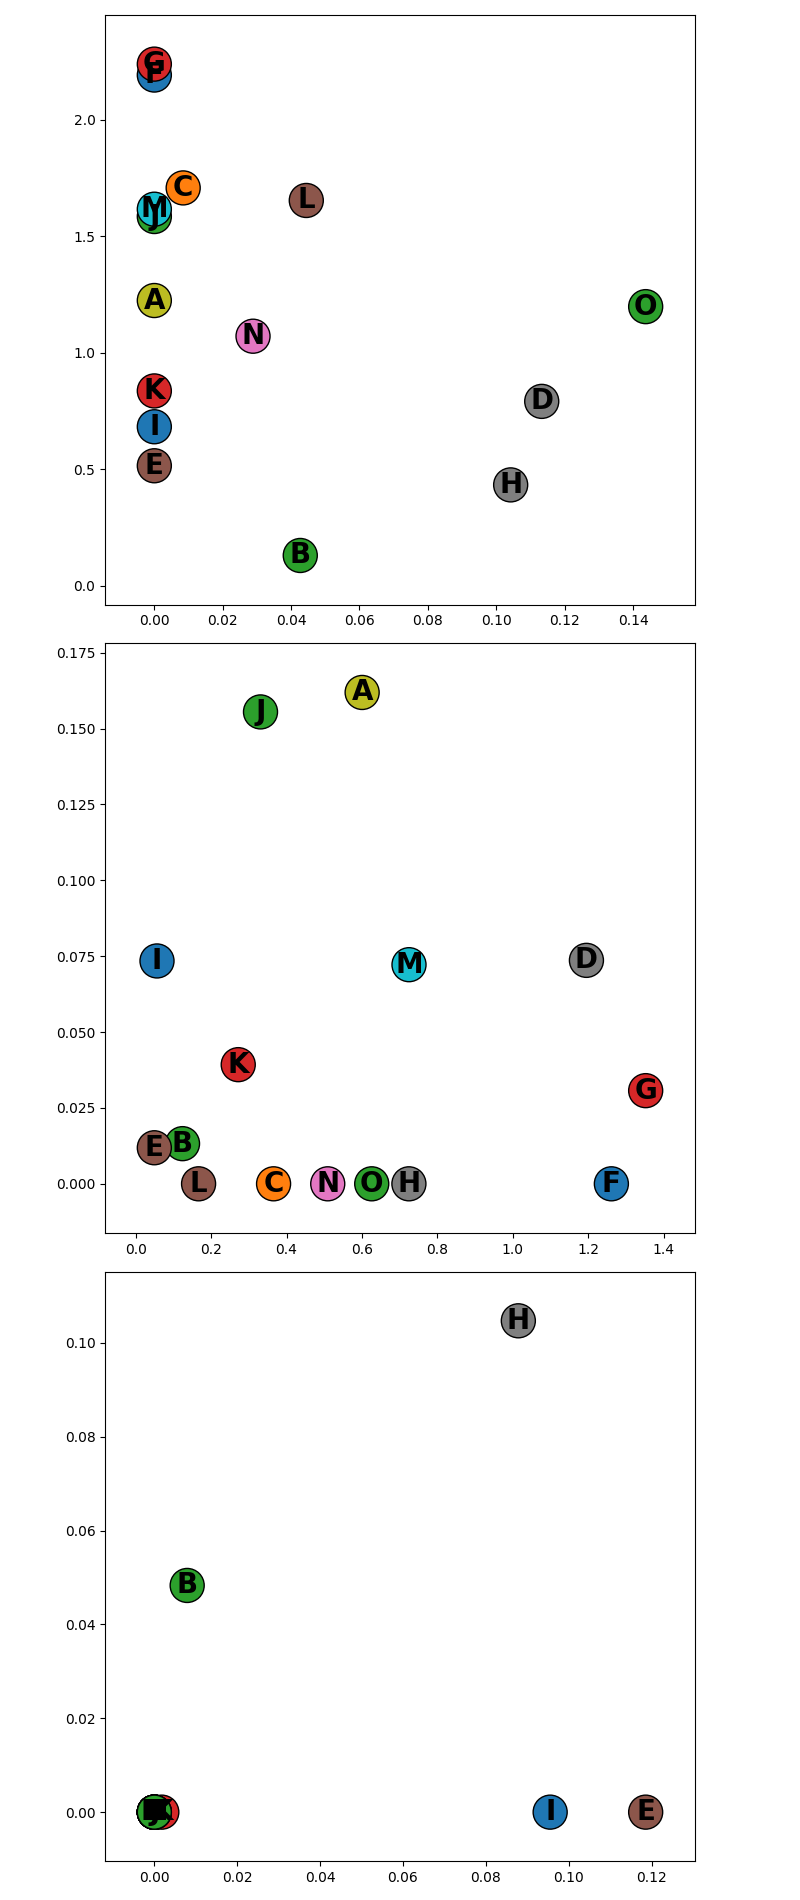 G
F
2.0
C
M
L
J
1.5
A
O
N
1.0
K
D
I
E
0.5
H
B
0.0
0.00 0.02 0.04 0.06 0.08 0.10 0.12 0.14
0.175
A
J
0.150
0.125
0.100
I M D
0.075
0.050
K
G
0.025
E B
0.000 L C N O H F
0.0 0.2 0.4 0.6 0.8 1.0 1.2 1.4
H
0.10
0.08
0.06
B
0.04
0.02
0.00 K I E
0.00 0.02 0.04 0.06 0.08 0.10 0.12